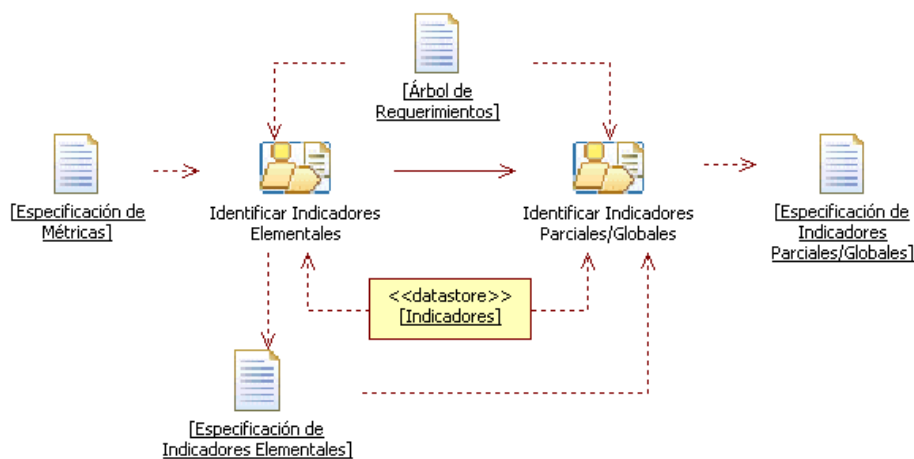 [Árbol de
Requerimientos]
[Especificación de
Métricas]
Identificar Indicadores
Elementales
Identificar Indicadores
Parciales/Globales
[Especificación de
Indicadores
Parciales/Globales]
<<datastore>>
[Indicadores]
[Especificación de
Indicadores Elementales]